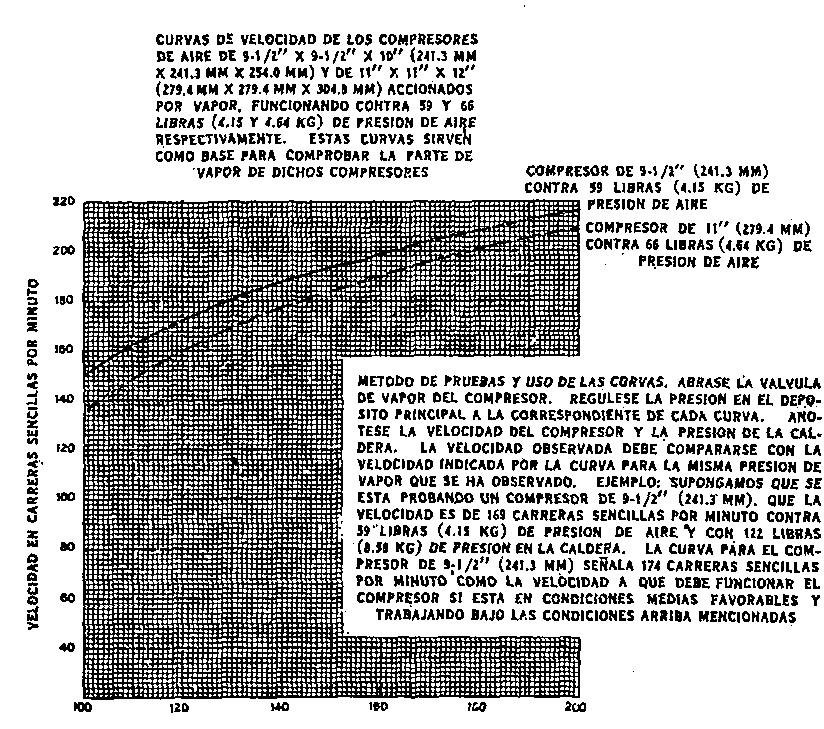 CURVAS DE VELOCIDAD DE LOS COMPRESORES
DE AIRE DE 9-1/2" X 9-1/2" X 10" (241.3 MM
X 241.3 MM X 254.0 MM) Y DE 11" X 11" X 12"
(279.4 MM X 279.4 MM X 304.8 MM) ACCIONADOS
POR VAPOR, FUNCIONANDO CONTRA 59 Y 66
LIBRAS (4.15 Y 4.64 KG) DE PRESION DE AIRE
RESPECTIVAMENTE. ESTAS CURVAS SIRVEN
COMO BASE PARA COMPROBAR LA PARTE DE
VAPOR DE DICHOS COMPRESORES
COMPRESOR DE 9-1/2" (241.3 MM)
CONTRA 59 LIBRAS (4.15 KG) DE
PRESION DE AIRE
COMPRESOR DE 11" (279.4 MM)
CONTRA 66 LIBRAS (4.64 KG) DE
PRESION DE AIRE
VELOCIDAD EN CARRERAS SENCILLAS POR MINUTO
220
200
180
160
140
120
100
80
60
40
METODO DE PRUEBAS Y USO DE LAS CORVAS. ABRASE LA VALVULA
DE VAPOR DEL COMPRESOR. REGULESE LA PRESION EN EL DEPO-
SITO PRINCIPAL A LA CORRESPONDIENTE DE CADA CURVA. ANO-
TESE LA VELOCIDAD DEL COMPRESOR Y LA PRESION DE LA CAL-
DERA. LA VELOCIDAD OBSERVADA DEBE COMPARARSE CON LA
VELOCIDAD INDICADA POR LA CURVA PARA LA MISMA PRESION DE
VAPOR QUE SE HA OBSERVADO. EJEMPLO: SUPONGAMOS QUE SE
ESTA PROBANDO UN COMPRESOR DE 9-1/2" (241.3 MM), QUE LA
VELOCIDAD ES DE 169 CARRERAS SENCILLAS POR MINUTO CONTRA
59 LIBRAS (4.15 KG) DE PRESION DE AIRE Y CON 122 LIBRAS
(8.58 KG) DE PRESION EN LA CALDERA. LA CURVA PARA EL COM-
PRESOR DE 9-1/2" (241.3 MM) SEÑALA 174 CARRERAS SENCILLAS
POR MINUTO COMO LA VELOCIDAD A QUE DEBE FUNCIONAR EL
COMPRESOR SI ESTA EN CONDICIONES MEDIAS FAVORABLES Y
TRABAJANDO BAJO LAS CONDICIONES ARRIBA MENCIONADAS
100 120 140 160 180 200